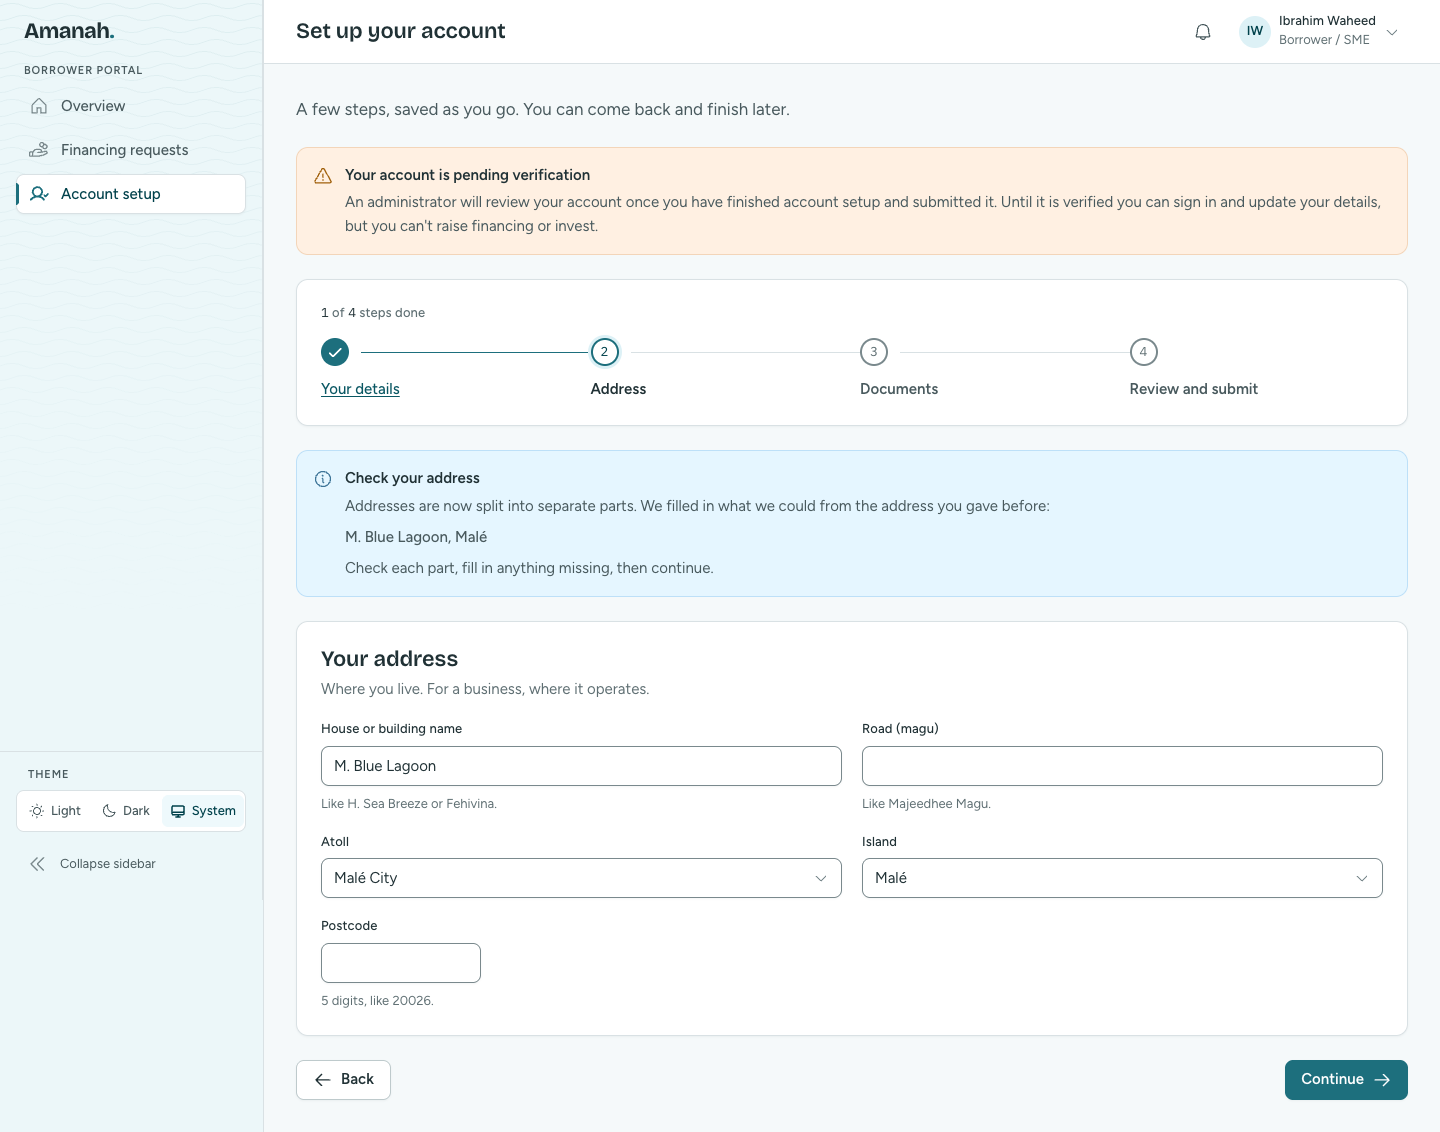 Amanah.
BORROWER PORTAL
Overview
Financing requests
Account setup
THEME
Light
Dark
System
Collapse sidebar
Set up your account
IW
Ibrahim Waheed
Borrower / SME
A few steps, saved as you go. You can come back and finish later.
Your account is pending verification
An administrator will review your account once you have finished account setup and submitted it. Until it is verified you can sign in and update your details,
but you can't raise financing or invest.
1 of 4 steps done
2
3
4
Your details
Address
Documents
Review and submit
Check your address
Addresses are now split into separate parts. We filled in what we could from the address you gave before:
M. Blue Lagoon, Malé
Check each part, fill in anything missing, then continue.
Your address
Where you live. For a business, where it operates.
House or building name
Road (magu)
M. Blue Lagoon
Like H. Sea Breeze or Fehivina.
Like Majeedhee Magu.
Atoll
Island
Malé City
Malé
Postcode
5 digits, like 20026.
Back
Continue